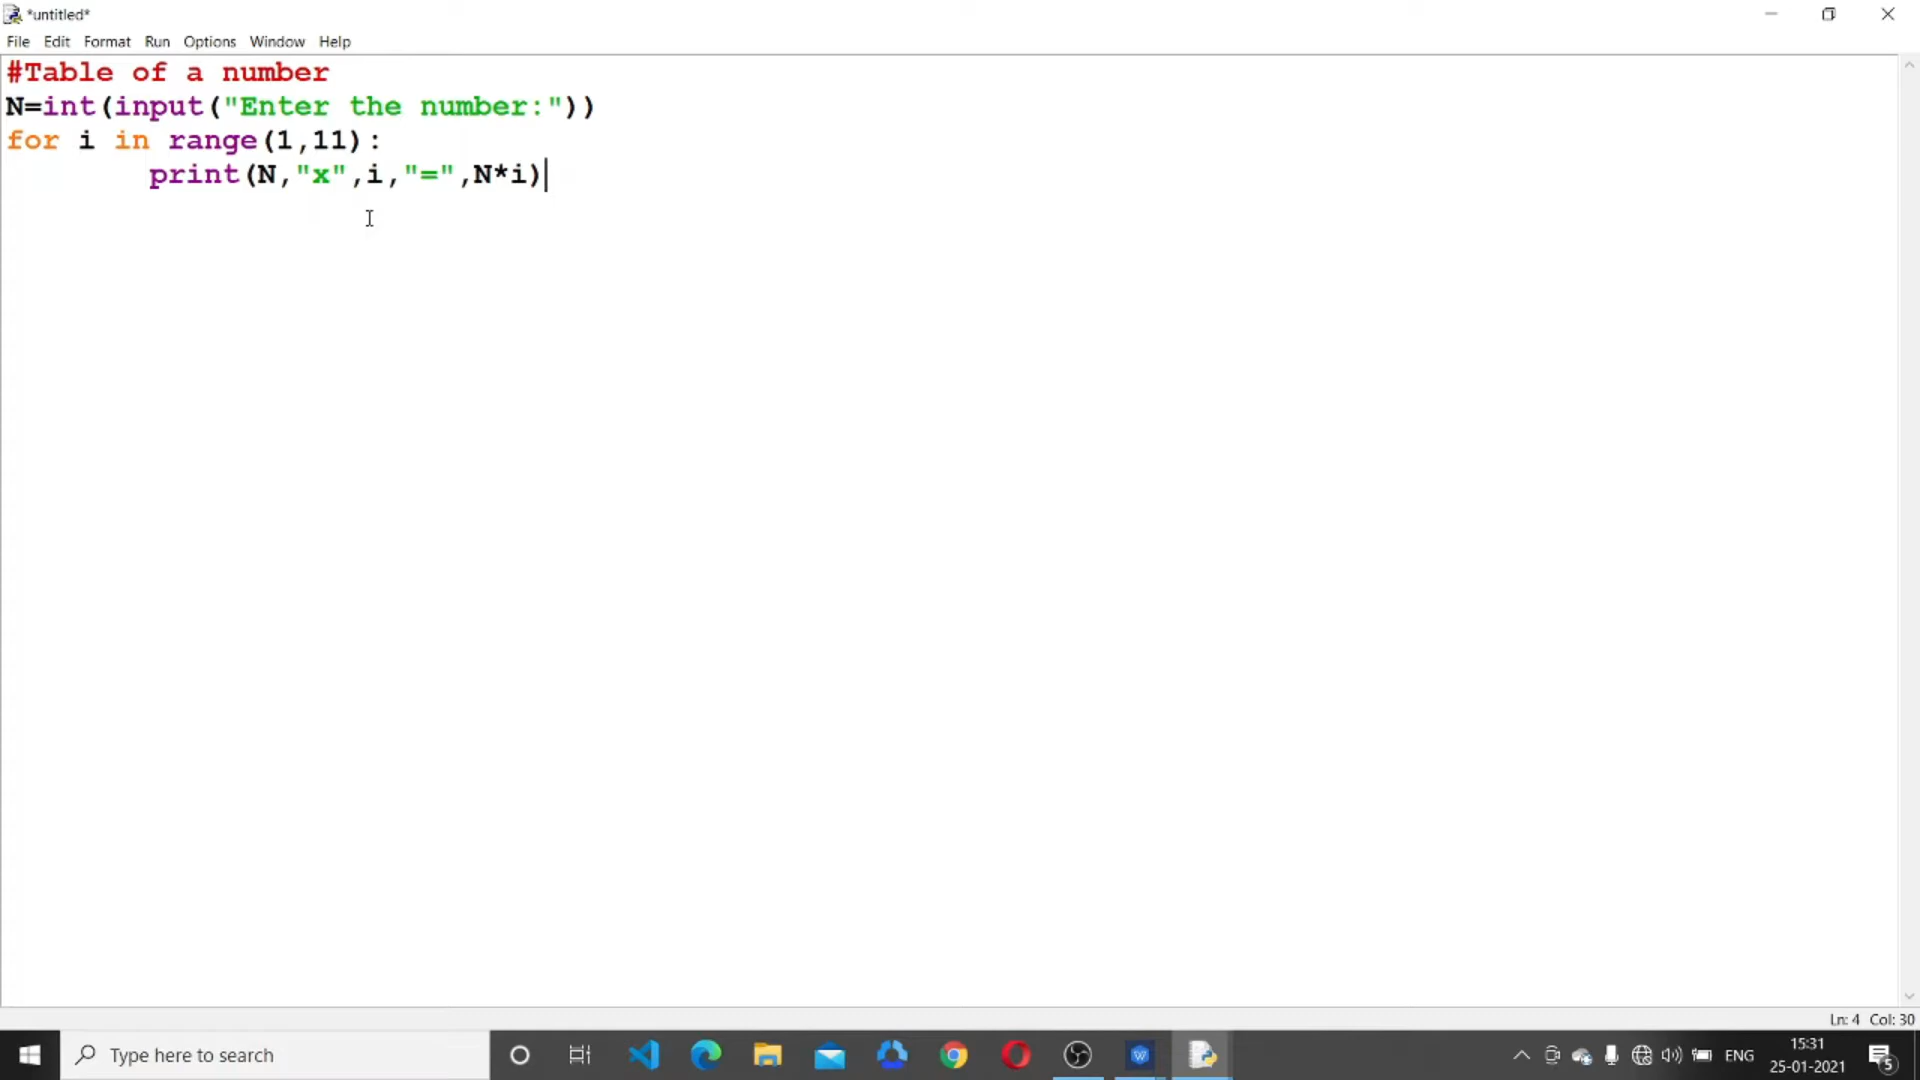 *untitled*
File Edit Format Run Options Window Help
#Table of a number
N=int(input("Enter the number:"))
for i in range(1,11):
        print(N,"x",i,"=",N*i)
Ln: 4 Col: 30
Type here to search
ENG
15:31
25-01-2021
5